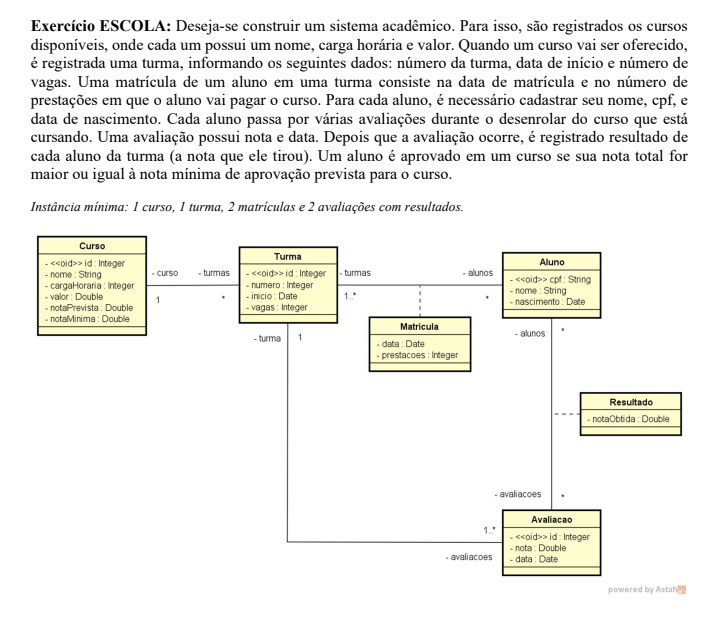 Exercício ESCOLA: Deseja-se construir um sistema acadêmico. Para isso, são registrados os cursos
disponíveis, onde cada um possui um nome, carga horária e valor. Quando um curso vai ser oferecido,
é registrada uma turma, informando os seguintes dados: número da turma, data de início e número de
vagas. Uma matrícula de um aluno em uma turma consiste na data de matrícula e no número de
prestações em que o aluno vai pagar o curso. Para cada aluno, é necessário cadastrar seu nome, cpf, e
data de nascimento. Cada aluno passa por várias avaliações durante o desenrolar do curso que está
cursando. Uma avaliação possui nota e data. Depois que a avaliação ocorre, é registrado resultado de
cada aluno da turma (a nota que ele tirou). Um aluno é aprovado em um curso se sua nota total for
maior ou igual à nota mínima de aprovação prevista para o curso.
Instância mínima: 1 curso, 1 turma, 2 matrículas e 2 avaliações com resultados.
Curso
- <<oid>> id : Integer
- nome : String
- cargaHoraria : Integer
- valor : Double
- notaPrevista : Double
- notaMinima : Double
- curso
1
- turmas
*
Turma
- <<oid>> id : Integer
- numero : Integer
- inicio : Date
- vagas : Integer
- turmas
1..*
- alunos
*
Aluno
- <<oid>> cpf : String
- nome : String
- nascimento : Date
Matricula
- data : Date
- prestacoes : Integer
- turma
1
- alunos
*
Resultado
- notaObtida : Double
- avaliacoes
*
1..*
- avaliacoes
Avaliacao
- <<oid>> id : Integer
- nota : Double
- data : Date
powered by Astah